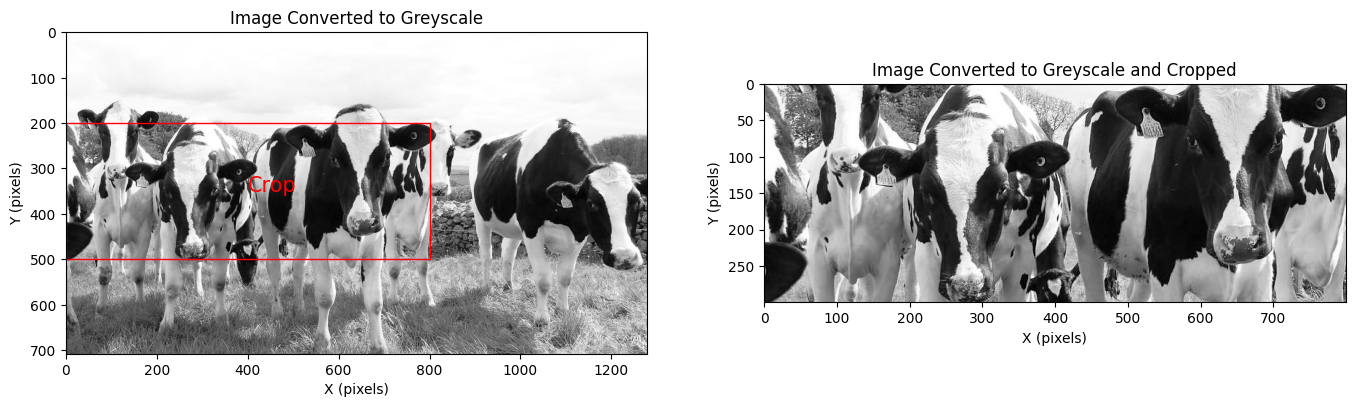 Image Converted to Greyscale
0
100
200
300
400
500
600
700
Y (pixels)
Crop
0 200 400 600 800 1000 1200
X (pixels)
Image Converted to Greyscale and Cropped
0
50
100
150
200
250
Y (pixels)
0 100 200 300 400 500 600 700
X (pixels)